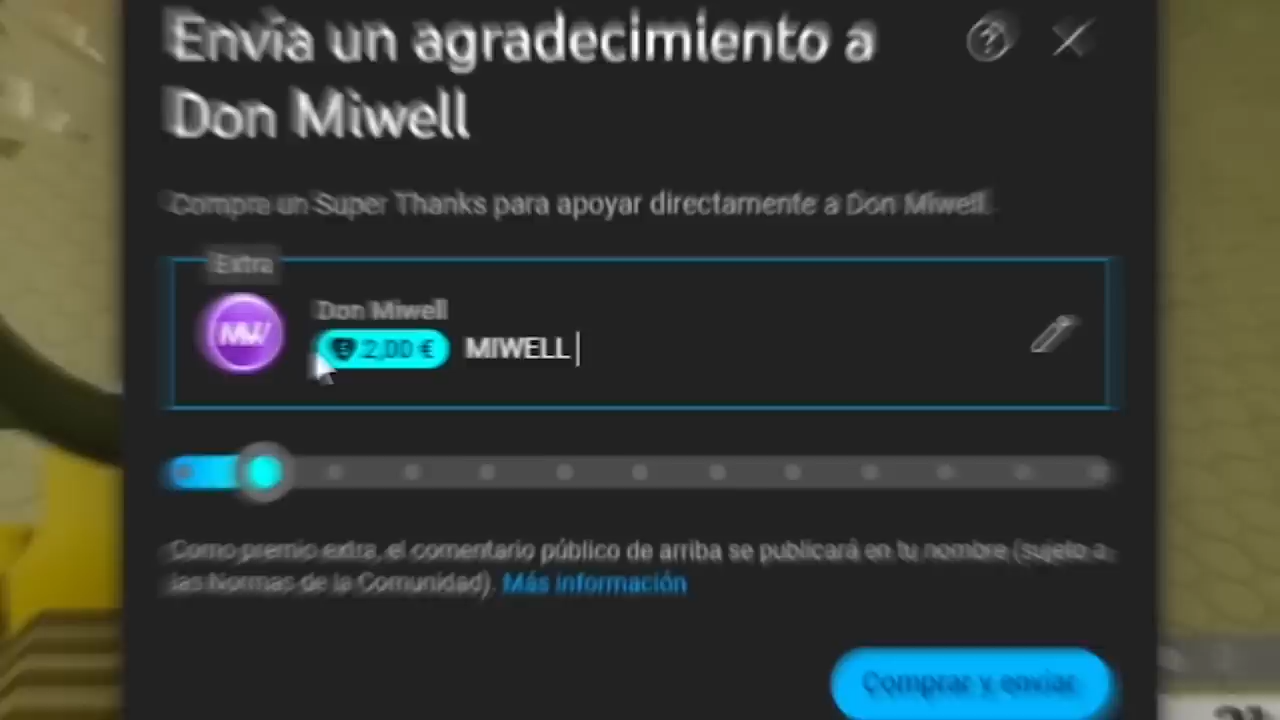 Envía un agradecimiento a
Don Miwell
Compra un Super Thanks para apoyar directamente a Don Miwell.
Extra
MW
Don Miwell
2,00 € MIWELL
Como premio extra, el comentario público de arriba se publicará en tu nombre (sujeto a
las Normas de la Comunidad). Más información
Comprar y enviar